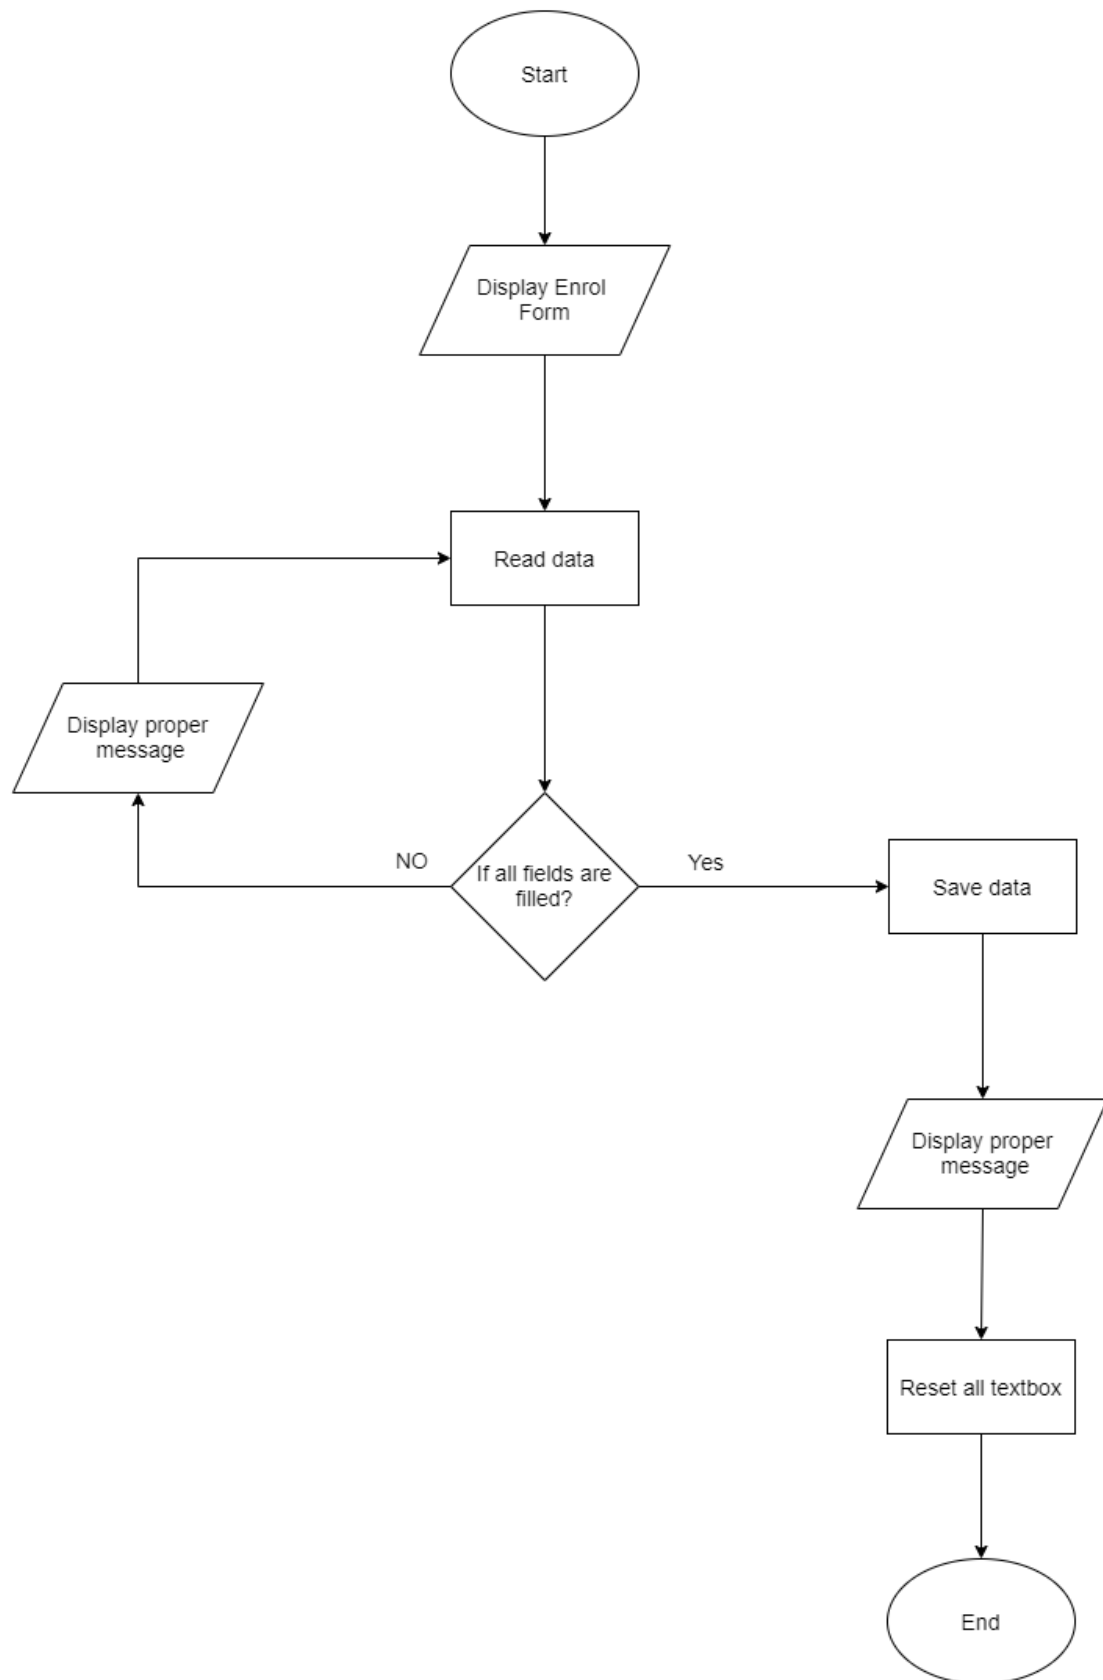 Start
Display Enrol
Form
Read data
Display proper
message
NO
If all fields are
filled?
Yes
Save data
Display proper
message
Reset all textbox
End